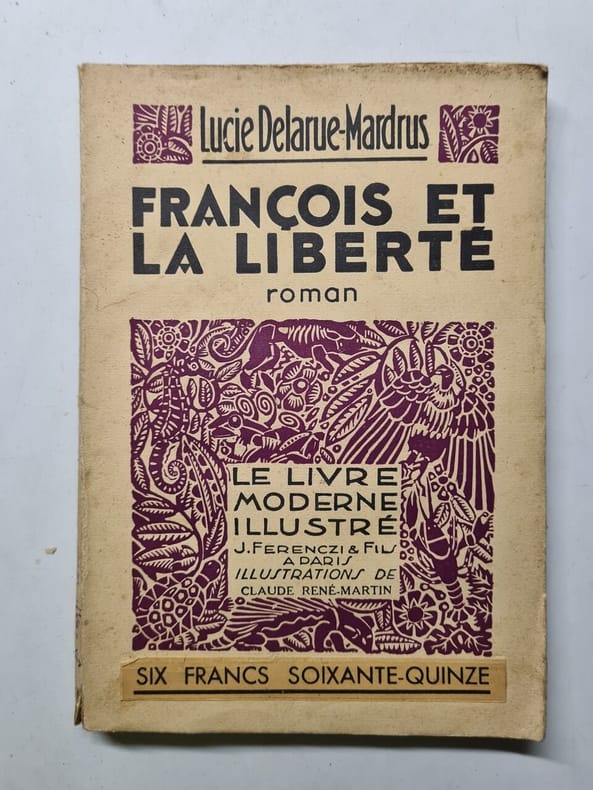 Lucie Delarue-Mardrus
FRANÇOIS ET
LA LIBERTÉ
roman
LE LIVRE
MODERNE
ILLUSTRÉ
J. FERENCZI & FILS
A PARIS
ILLUSTRATIONS DE
CLAUDE RENÉ-MARTIN
SIX FRANCS SOIXANTE-QUINZE